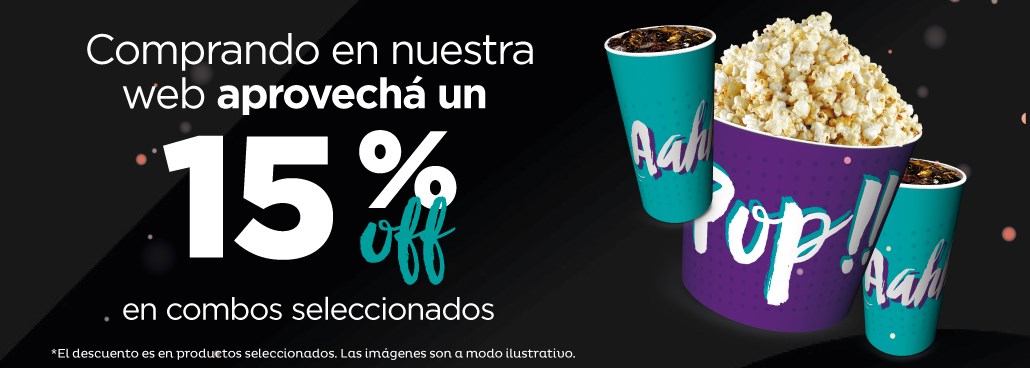 Comprando en nuestra
web aprovechá un
15%
off
en combos seleccionados
*El descuento es en productos seleccionados. Las imágenes son a modo ilustrativo.
Aah!
Pop!!
Aah!